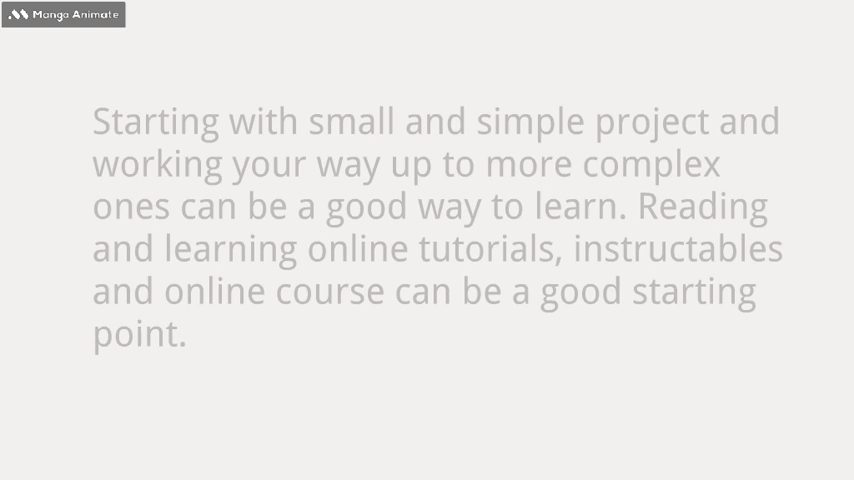 Manga Animate
Starting with small and simple project and
working your way up to more complex
ones can be a good way to learn. Reading
and learning online tutorials, instructables
and online course can be a good starting
point.